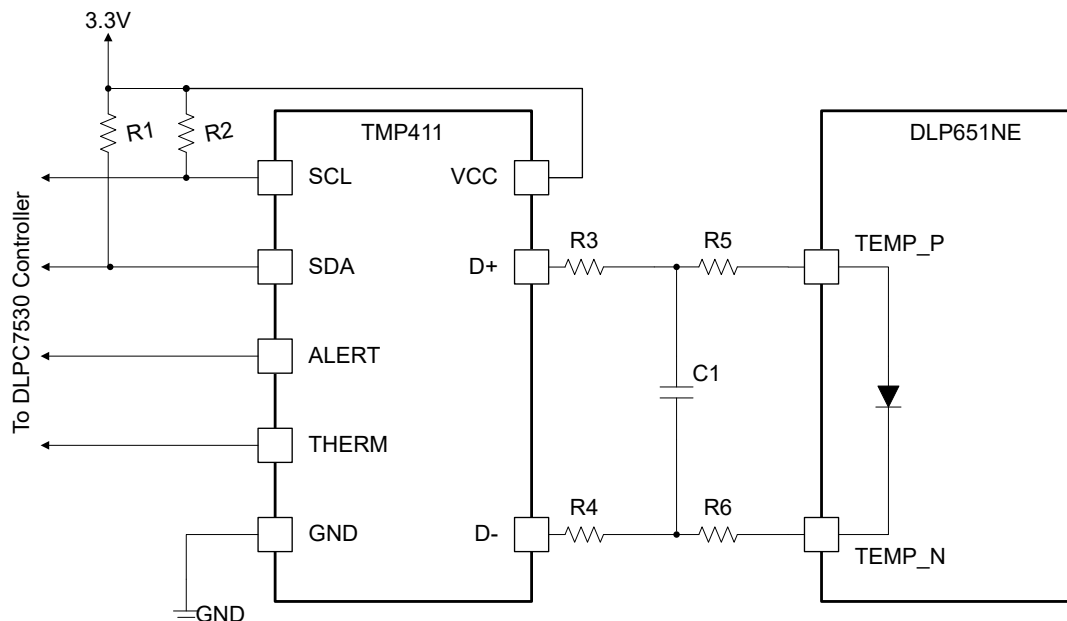 3.3V
R1
R2
TMP411
DLP651NE
SCL
VCC
R3
R5
TEMP_P
SDA
D+
To DLPC7530 Controller
ALERT
C1
THERM
R4
R6
GND
D-
TEMP_N
GND